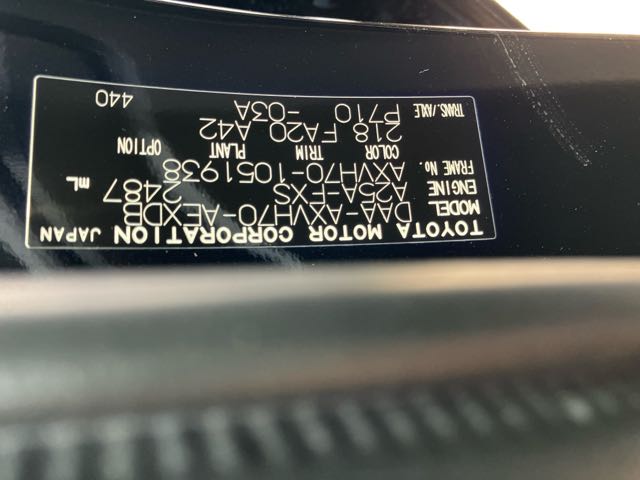 TOYOTA MOTOR CORPORATION JAPAN
MODEL DAA-AXVH70-AEXDB
ENGINE A25A-FXS 2487 mL
FRAME No. AXVH70-1051938
COLOR TRIM PLANT OPTION
218 FA20 A42
TRANS./AXLE P710 -03A 440